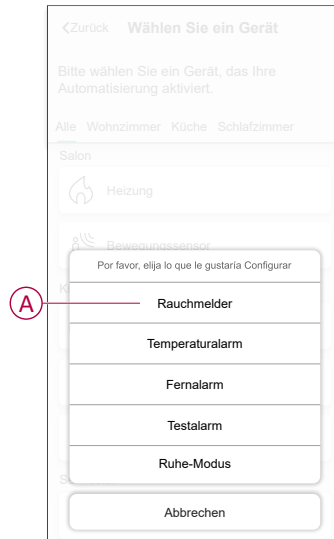 Zurück Wählen Sie ein Gerät
Bitte wählen Sie ein Gerät, das Ihre
Automatisierung aktiviert.
Alle Wohnzimmer Küche Schlafzimmer
Salon
Heizung
Bewegungssensor
Por favor, elija lo que le gustaría Configurar
K
A
Rauchmelder
Temperaturalarm
Fernalarm
Testalarm
Ruhe-Modus
S
Abbrechen